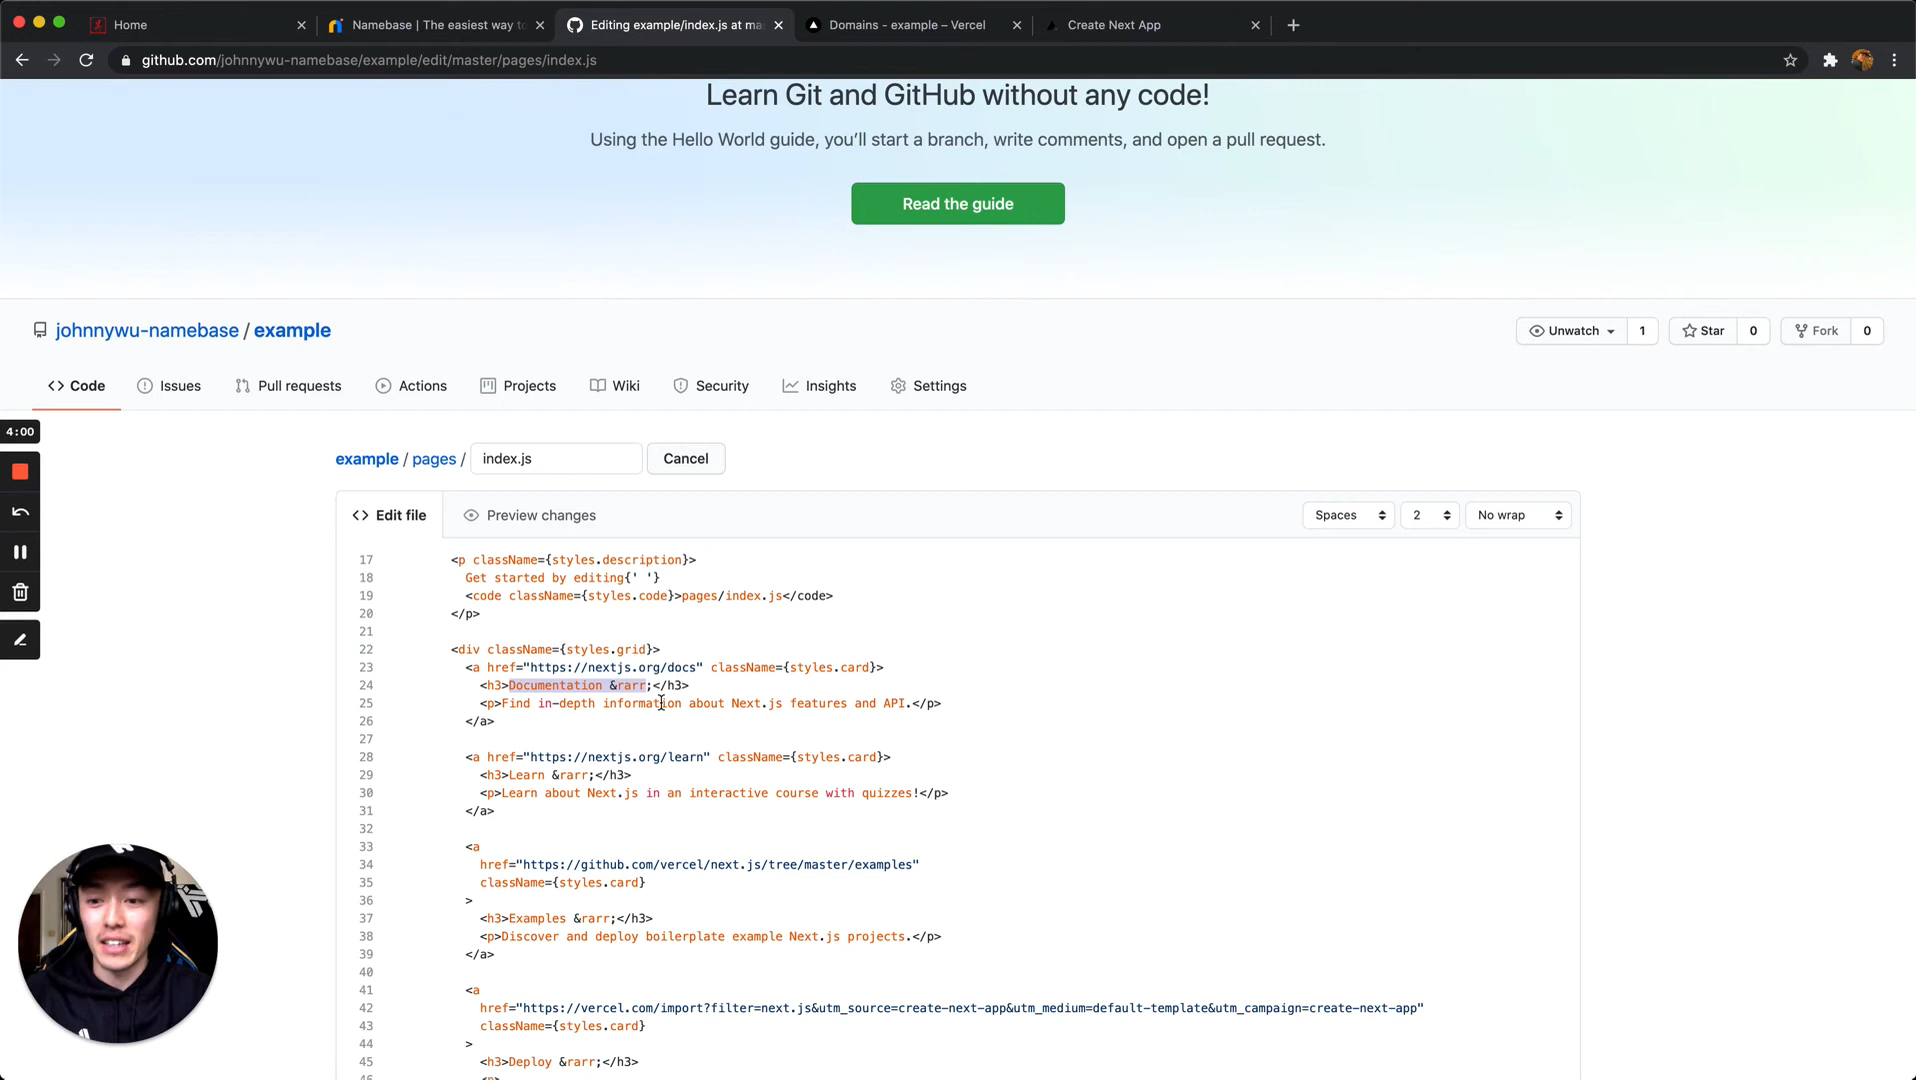 Home
Namebase | The easiest way to
Editing example/index.js at ma
Domains - example – Vercel
Create Next App
github.com/johnnywu-namebase/example/edit/master/pages/index.js
Learn Git and GitHub without any code!
Using the Hello World guide, you’ll start a branch, write comments, and open a pull request.
Read the guide
johnnywu-namebase / example
Unwatch 1 Star 0 Fork 0
Code Issues Pull requests Actions Projects Wiki Security Insights Settings
4:00
example / pages / index.js Cancel
<> Edit file Preview changes Spaces 2 No wrap
17 <p className={styles.description}>
18 Get started by editing{' '}
19 <code className={styles.code}>pages/index.js</code>
20 </p>
21
22 <div className={styles.grid}>
23 <a href="https://nextjs.org/docs" className={styles.card}>
24 <h3>Documentation &rarr;</h3>
25 <p>Find in-depth information about Next.js features and API.</p>
26 </a>
27
28 <a href="https://nextjs.org/learn" className={styles.card}>
29 <h3>Learn &rarr;</h3>
30 <p>Learn about Next.js in an interactive course with quizzes!</p>
31 </a>
32
33 <a
34 href="https://github.com/vercel/next.js/tree/master/examples"
35 className={styles.card}
36 >
37 <h3>Examples &rarr;</h3>
38 <p>Discover and deploy boilerplate example Next.js projects.</p>
39 </a>
40
41 <a
42 href="https://vercel.com/import?filter=next.js&utm_source=create-next-app&utm_medium=default-template&utm_campaign=create-next-app"
43 className={styles.card}
44 >
45 <h3>Deploy &rarr;</h3>
46 <p>